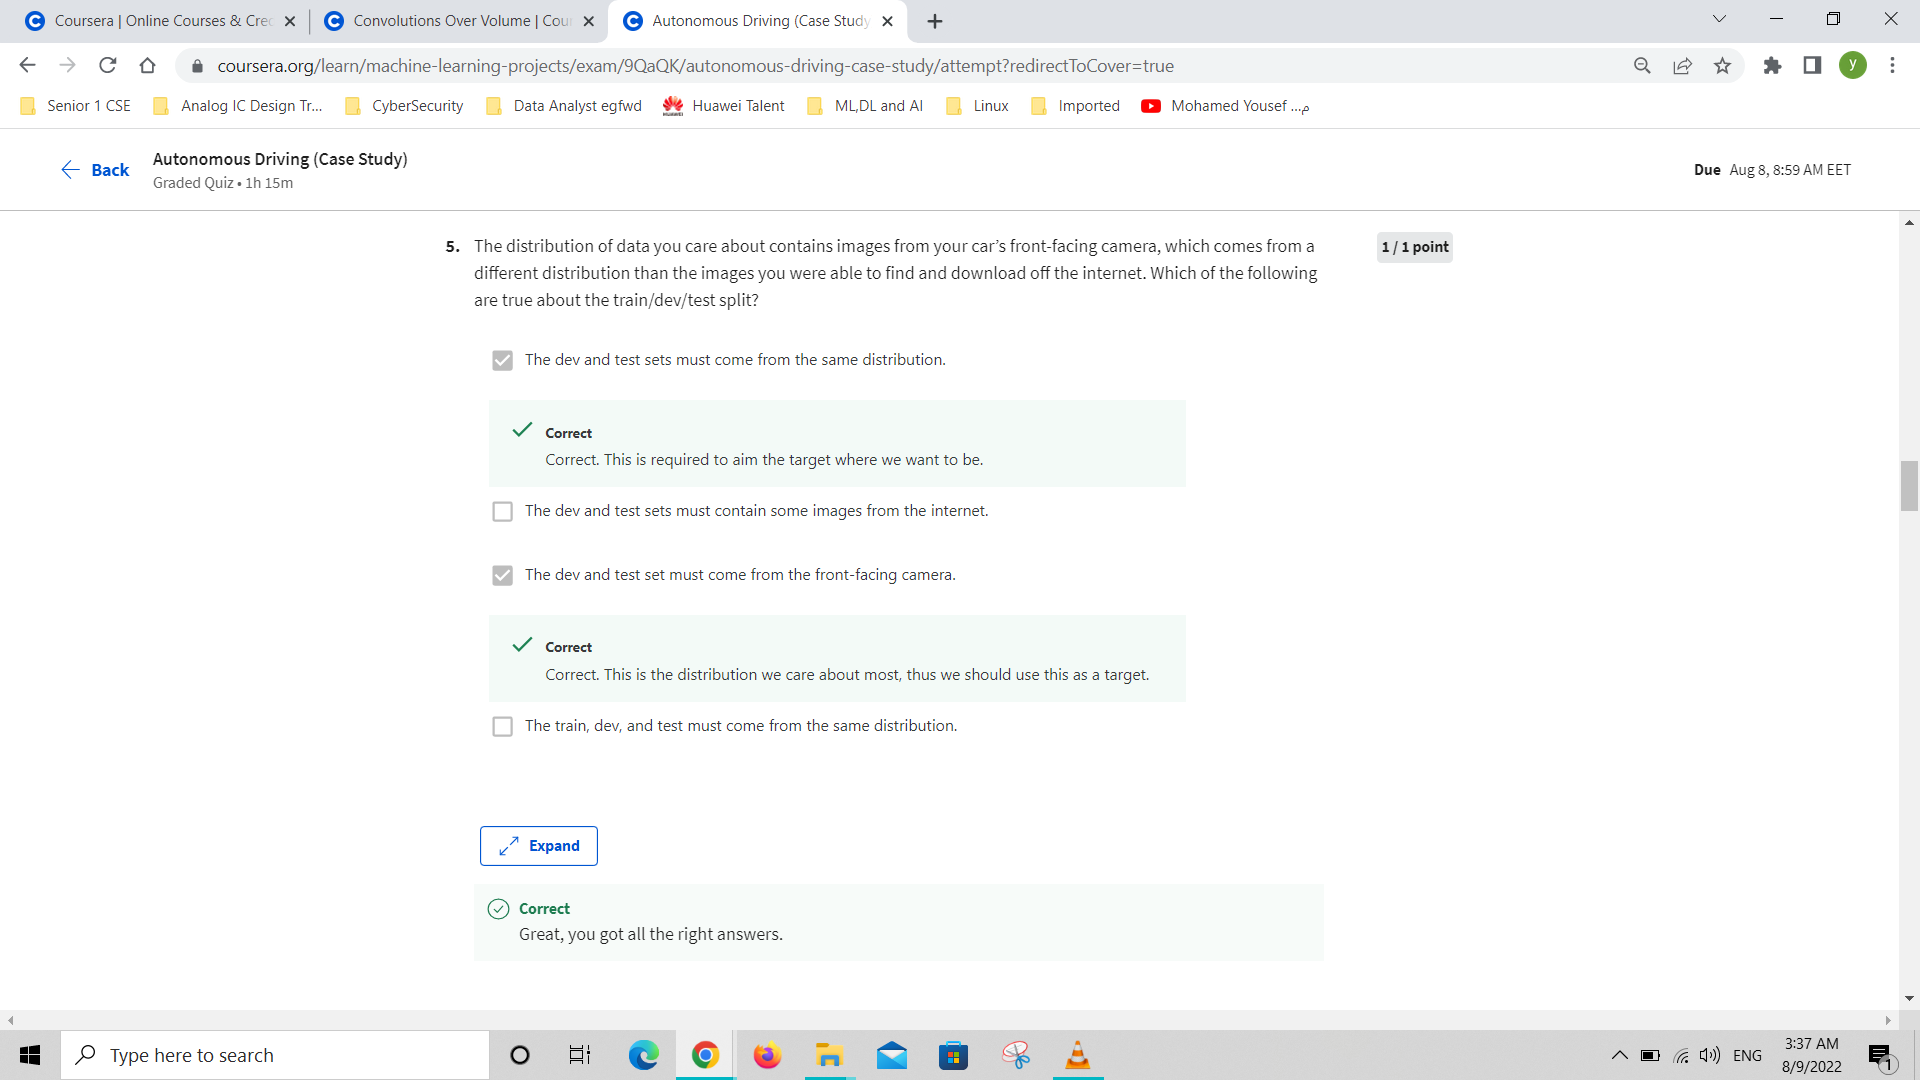 Coursera | Online Courses & Cre
Convolutions Over Volume | Cou
Autonomous Driving (Case Study
coursera.org/learn/machine-learning-projects/exam/9QaQK/autonomous-driving-case-study/attempt?redirectToCover=true
y
Senior 1 CSE
Analog IC Design Tr...
CyberSecurity
Data Analyst egfwd
Huawei Talent
ML,DL and AI
Linux
Imported
Mohamed Yousef ...م
Back
Autonomous Driving (Case Study)
Graded Quiz • 1h 15m
Due Aug 8, 8:59 AM EET
5. The distribution of data you care about contains images from your car’s front-facing camera, which comes from a
different distribution than the images you were able to find and download off the internet. Which of the following
are true about the train/dev/test split?
1 / 1 point
The dev and test sets must come from the same distribution.
Correct
Correct. This is required to aim the target where we want to be.
The dev and test sets must contain some images from the internet.
The dev and test set must come from the front-facing camera.
Correct
Correct. This is the distribution we care about most, thus we should use this as a target.
The train, dev, and test must come from the same distribution.
Expand
Correct
Great, you got all the right answers.
Type here to search
ENG
3:37 AM
8/9/2022
1